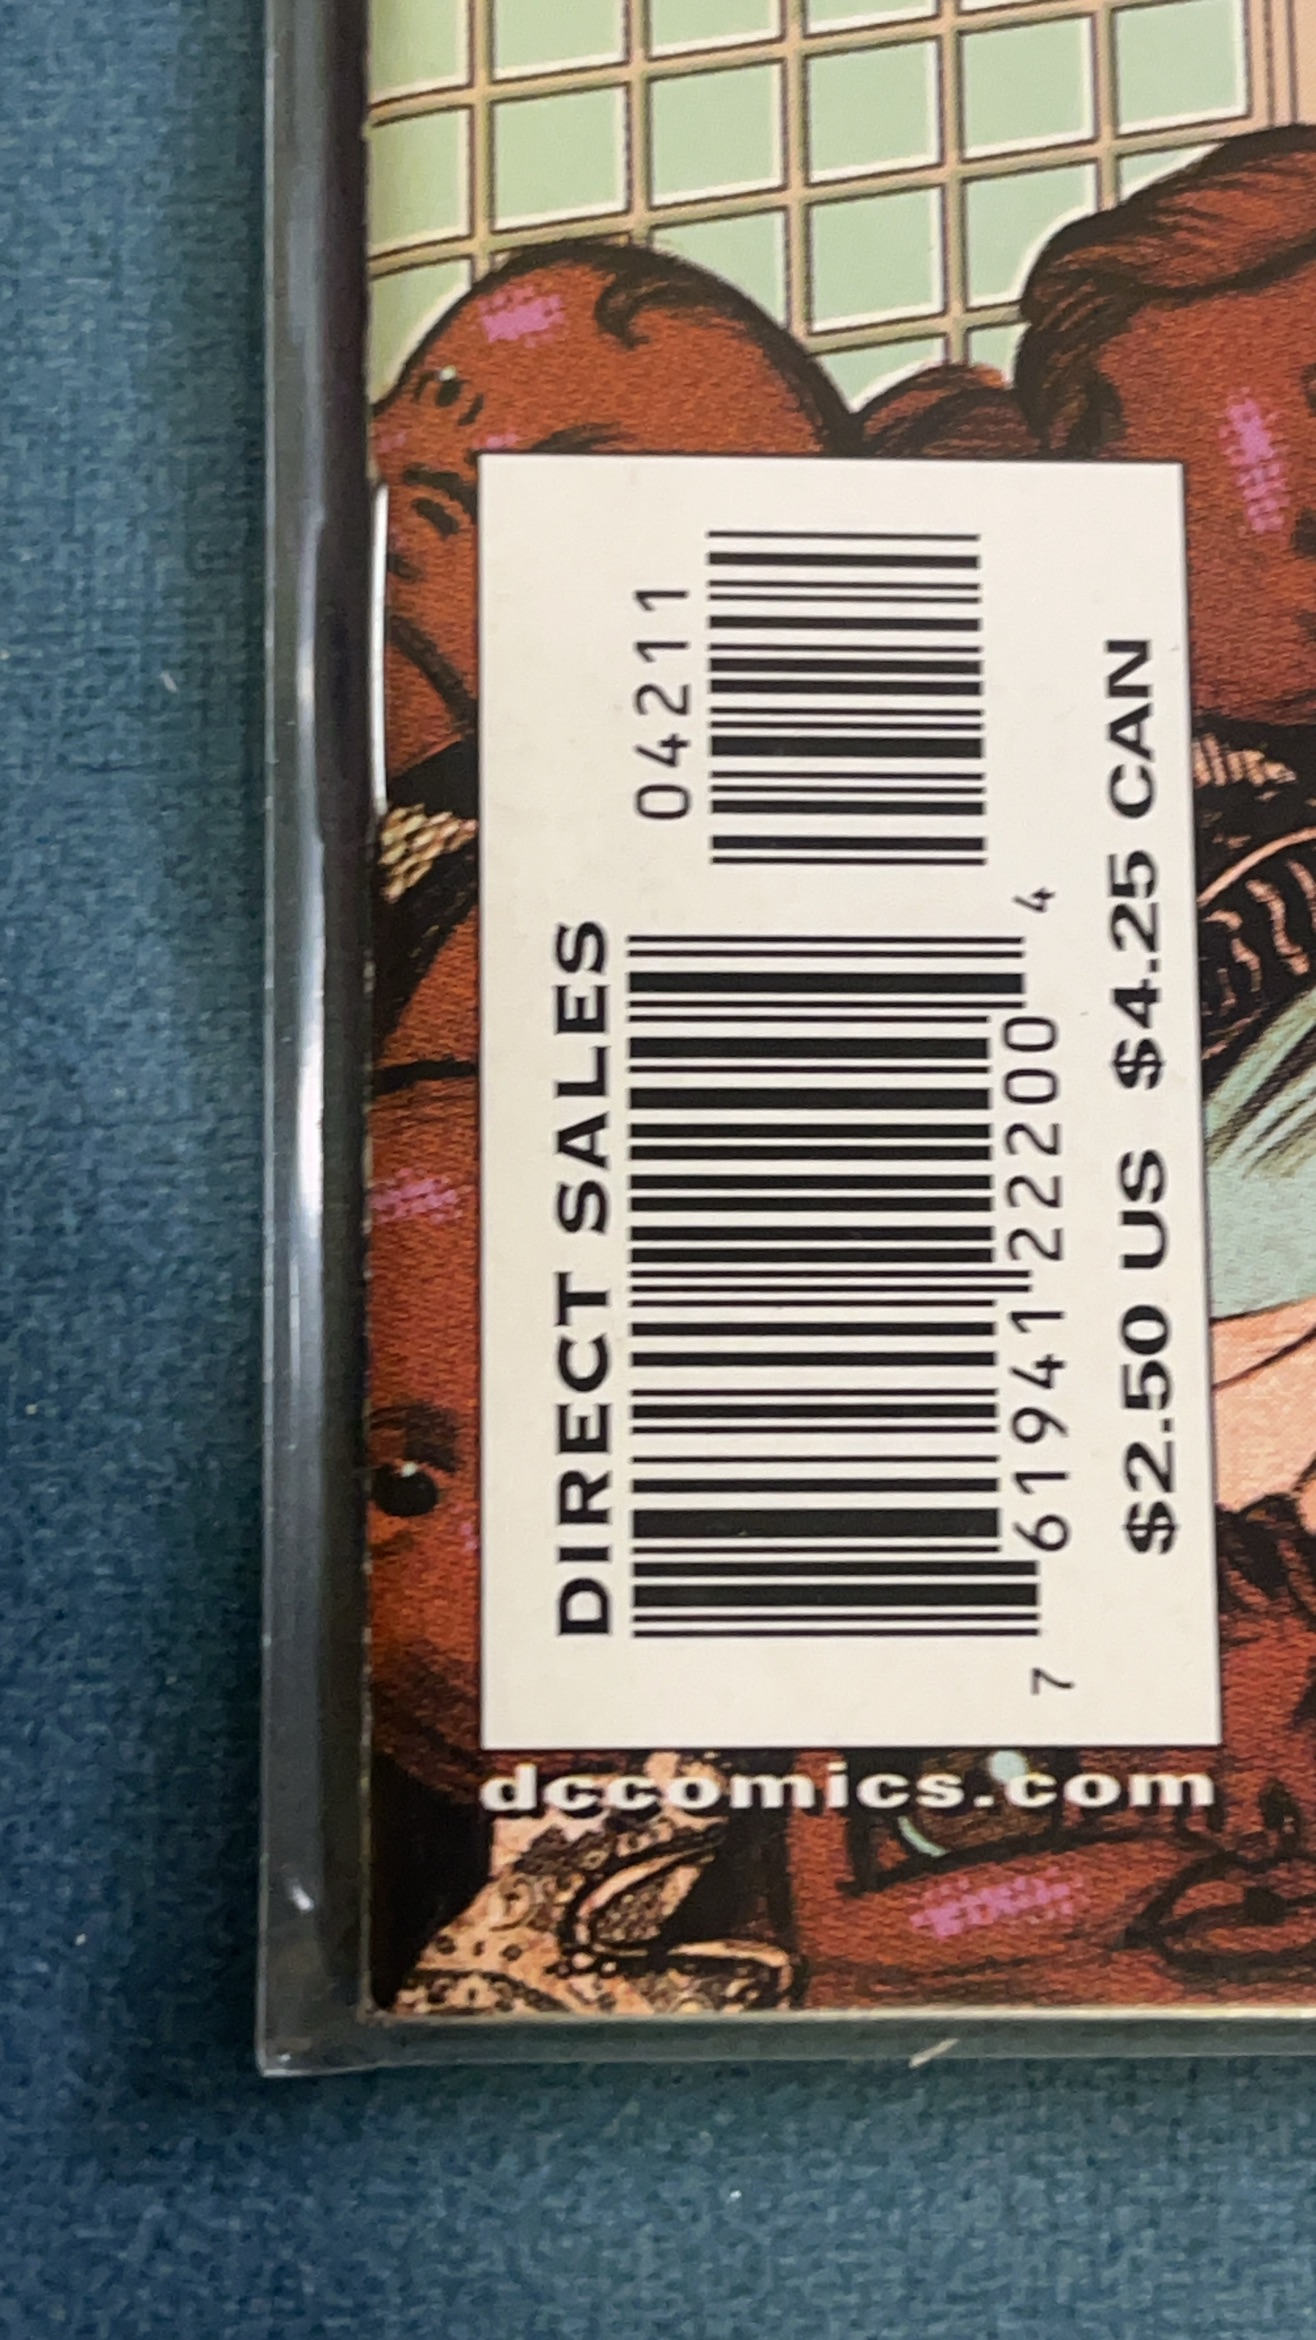 DIRECT SALES
04211
7 61941 22200 4
$2.50 US $4.25 CAN
dccomics.com